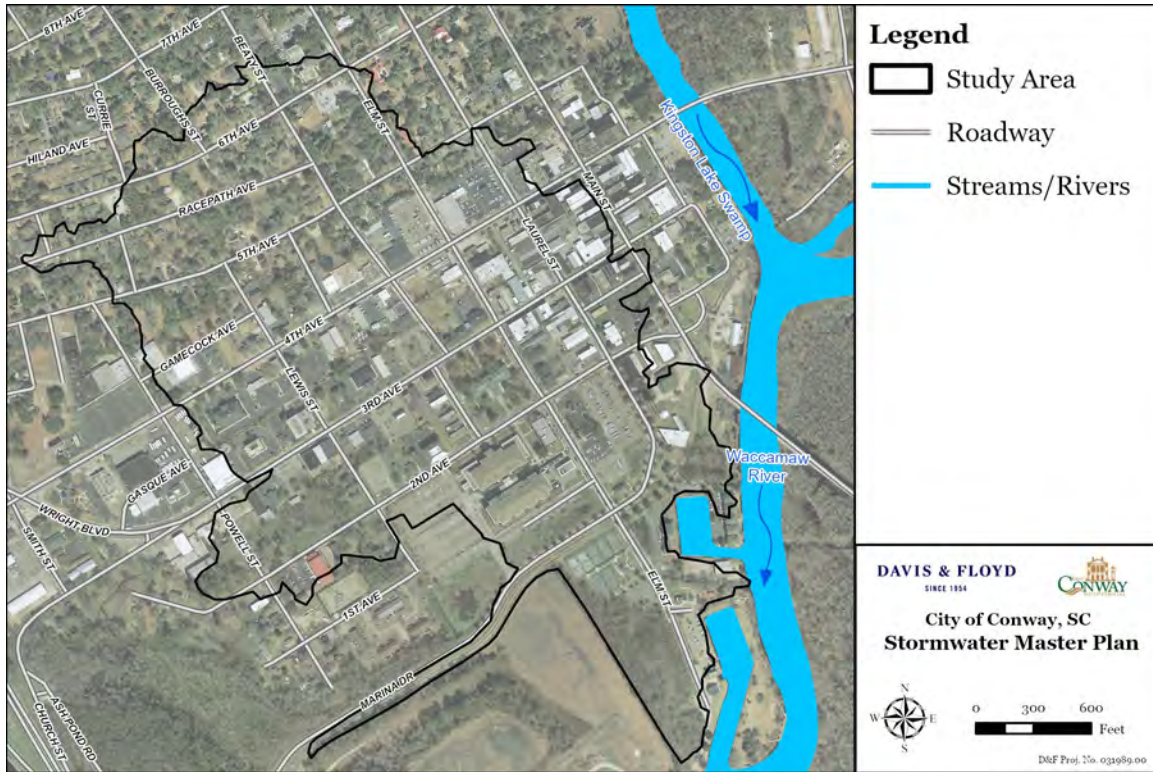 8TH AVE
7TH AVE
BEATY ST
BURROUGHS ST
CURRIE
ST
ELM ST
HILAND AVE
6TH AVE
RACEPATH AVE
MAIN ST
LAUREL ST
5TH AVE
GAMECOCK AVE
4TH AVE
LEWIS ST
3RD AVE
2ND AVE
GASQUE AVE
WRIGHT BLVD
SMITH ST
POWELL ST
1ST AVE
ELM ST
MARINA DR
ASH POND RD
CHURCH ST
Kingston Lake Swamp
Waccamaw
River
Legend
Study Area
Roadway
Streams/Rivers
DAVIS & FLOYD
SINCE 1954
CONWAY
City of Conway, SC
Stormwater Master Plan
N
W
E
S
0 300 600
Feet
D&F Proj. No. 031989.00